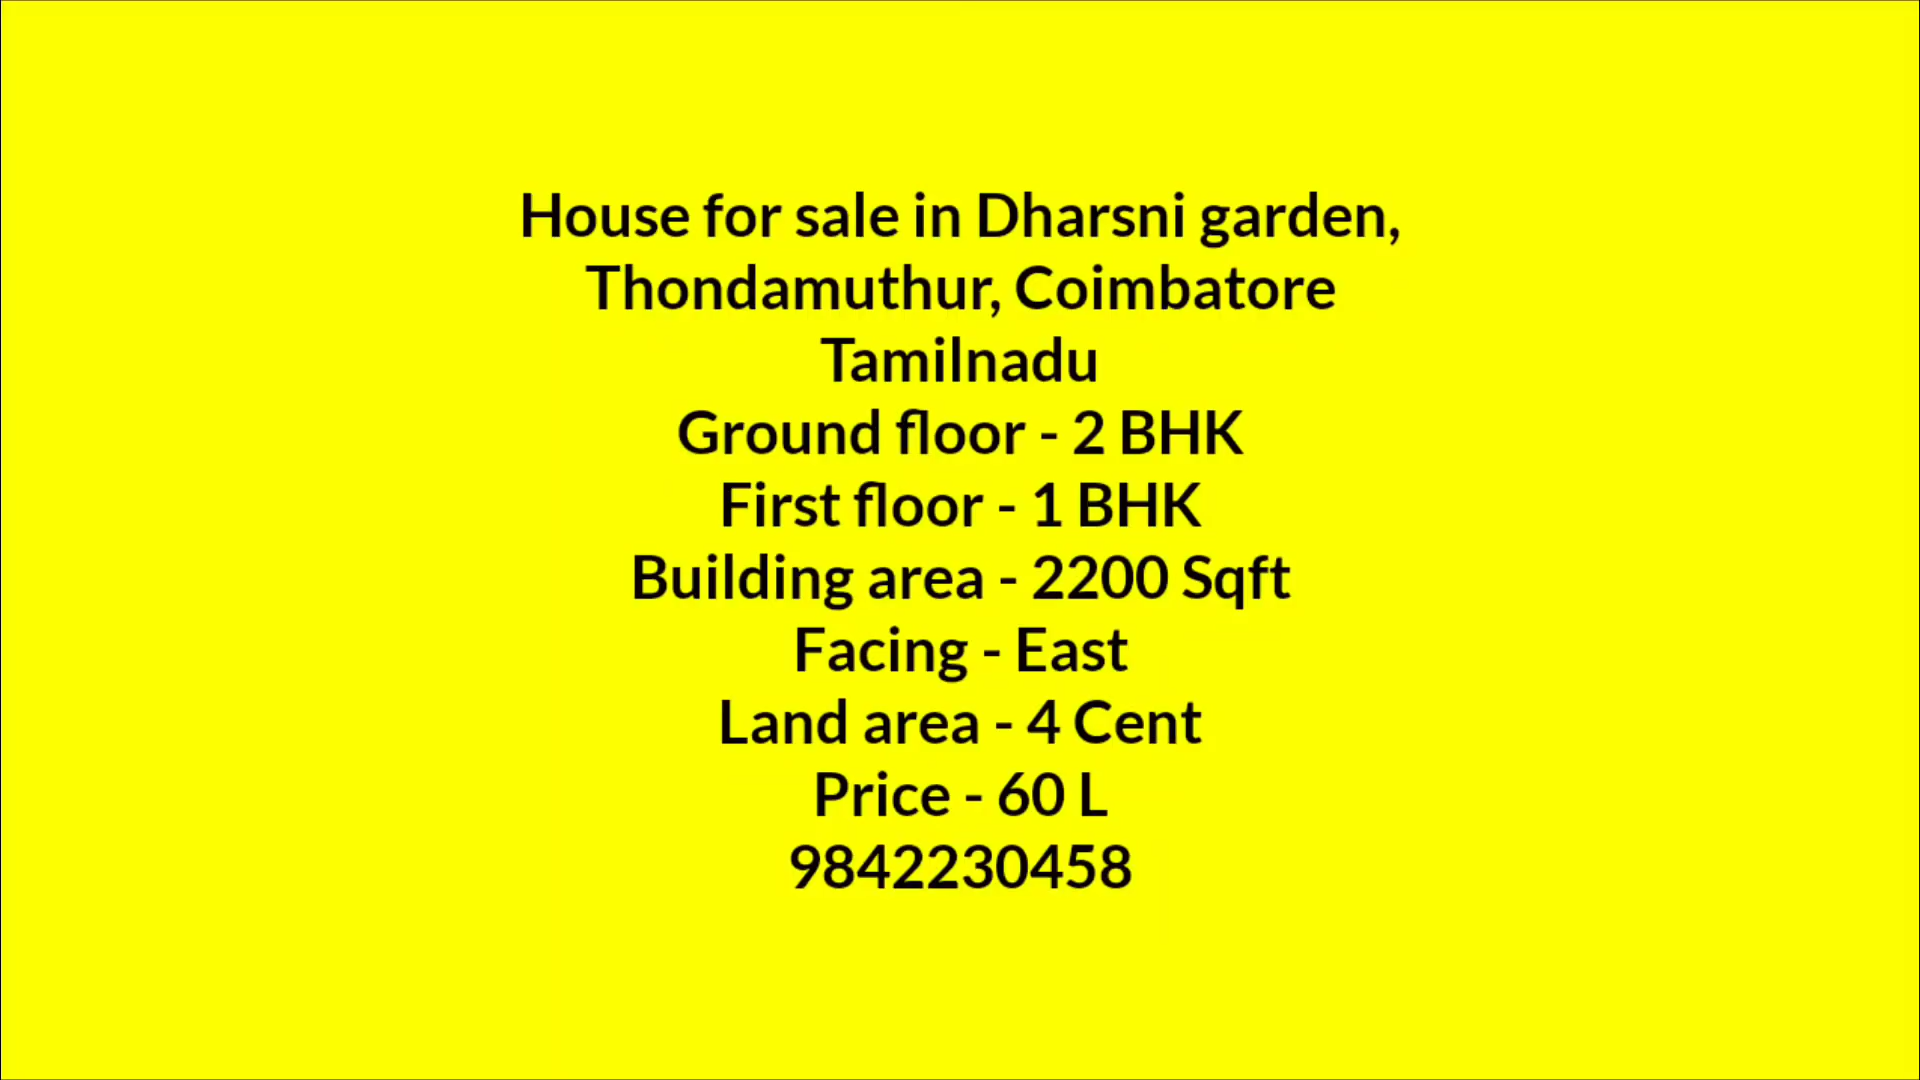 House for sale in Dharsni garden,
Thondamuthur, Coimbatore
Tamilnadu
Ground floor - 2 BHK
First floor - 1 BHK
Building area - 2200 Sqft
Facing - East
Land area - 4 Cent
Price - 60 L
9842230458